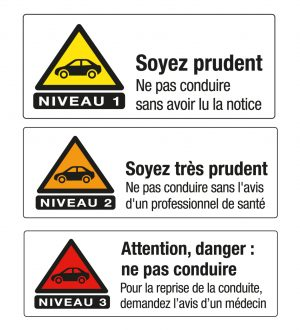 NIVEAU 1
Soyez prudent
Ne pas conduire
sans avoir lu la notice
NIVEAU 2
Soyez très prudent
Ne pas conduire sans l'avis
d'un professionnel de santé
NIVEAU 3
Attention, danger :
ne pas conduire
Pour la reprise de la conduite,
demandez l'avis d'un médecin